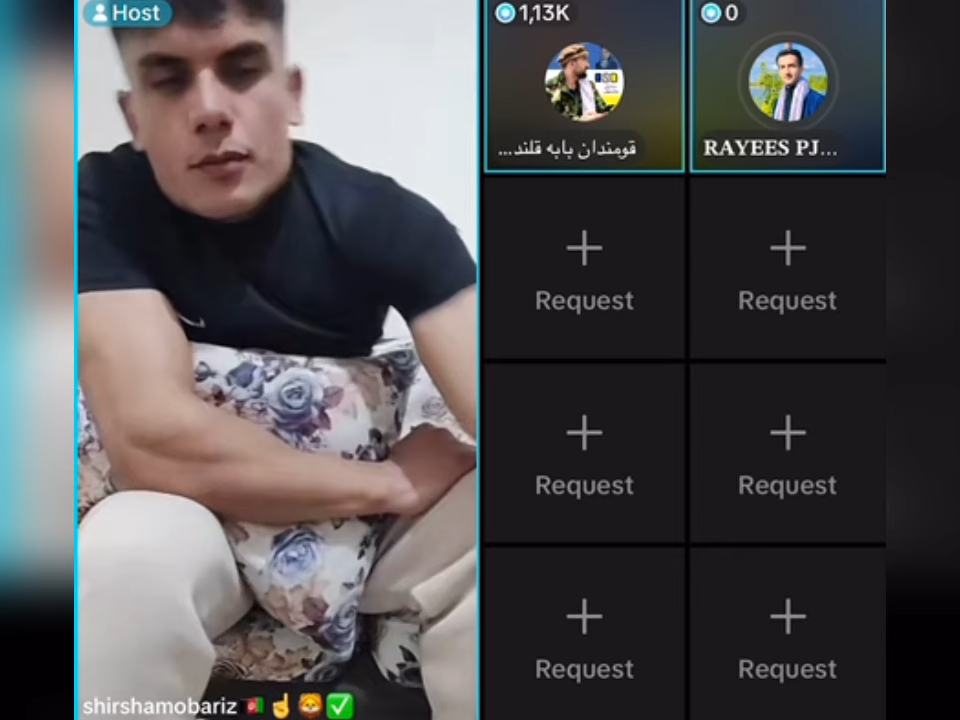 Host
1,13K
0
قومندان بابه قلند...
RAYEES PJ...
Request
Request
Request
Request
Request
Request
shirshamobariz 🇦🇫☝️🦁✅